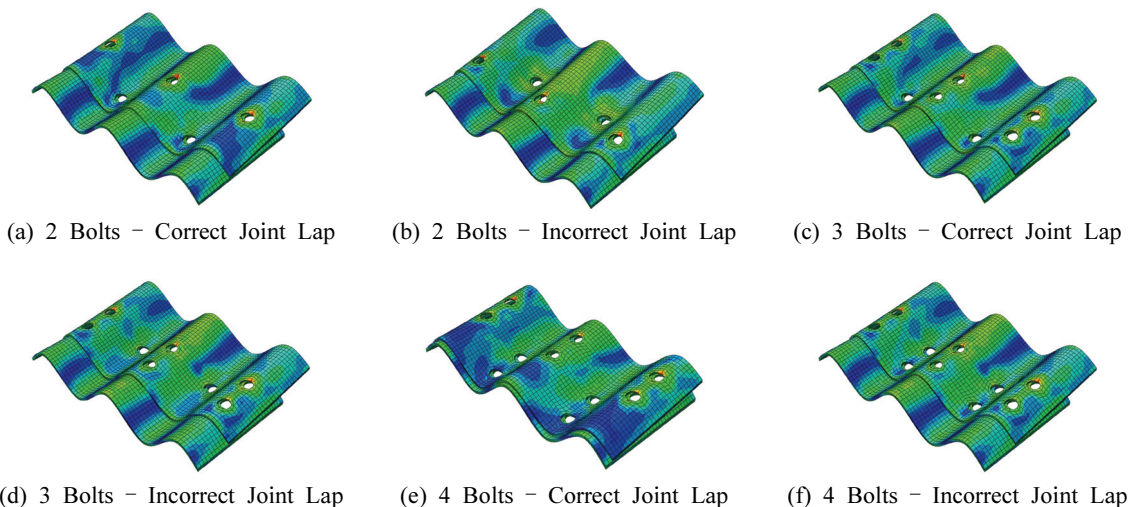 (a) 2 Bolts - Correct Joint Lap
(b) 2 Bolts - Incorrect Joint Lap
(c) 3 Bolts - Correct Joint Lap
(d) 3 Bolts - Incorrect Joint Lap
(e) 4 Bolts - Correct Joint Lap
(f) 4 Bolts - Incorrect Joint Lap